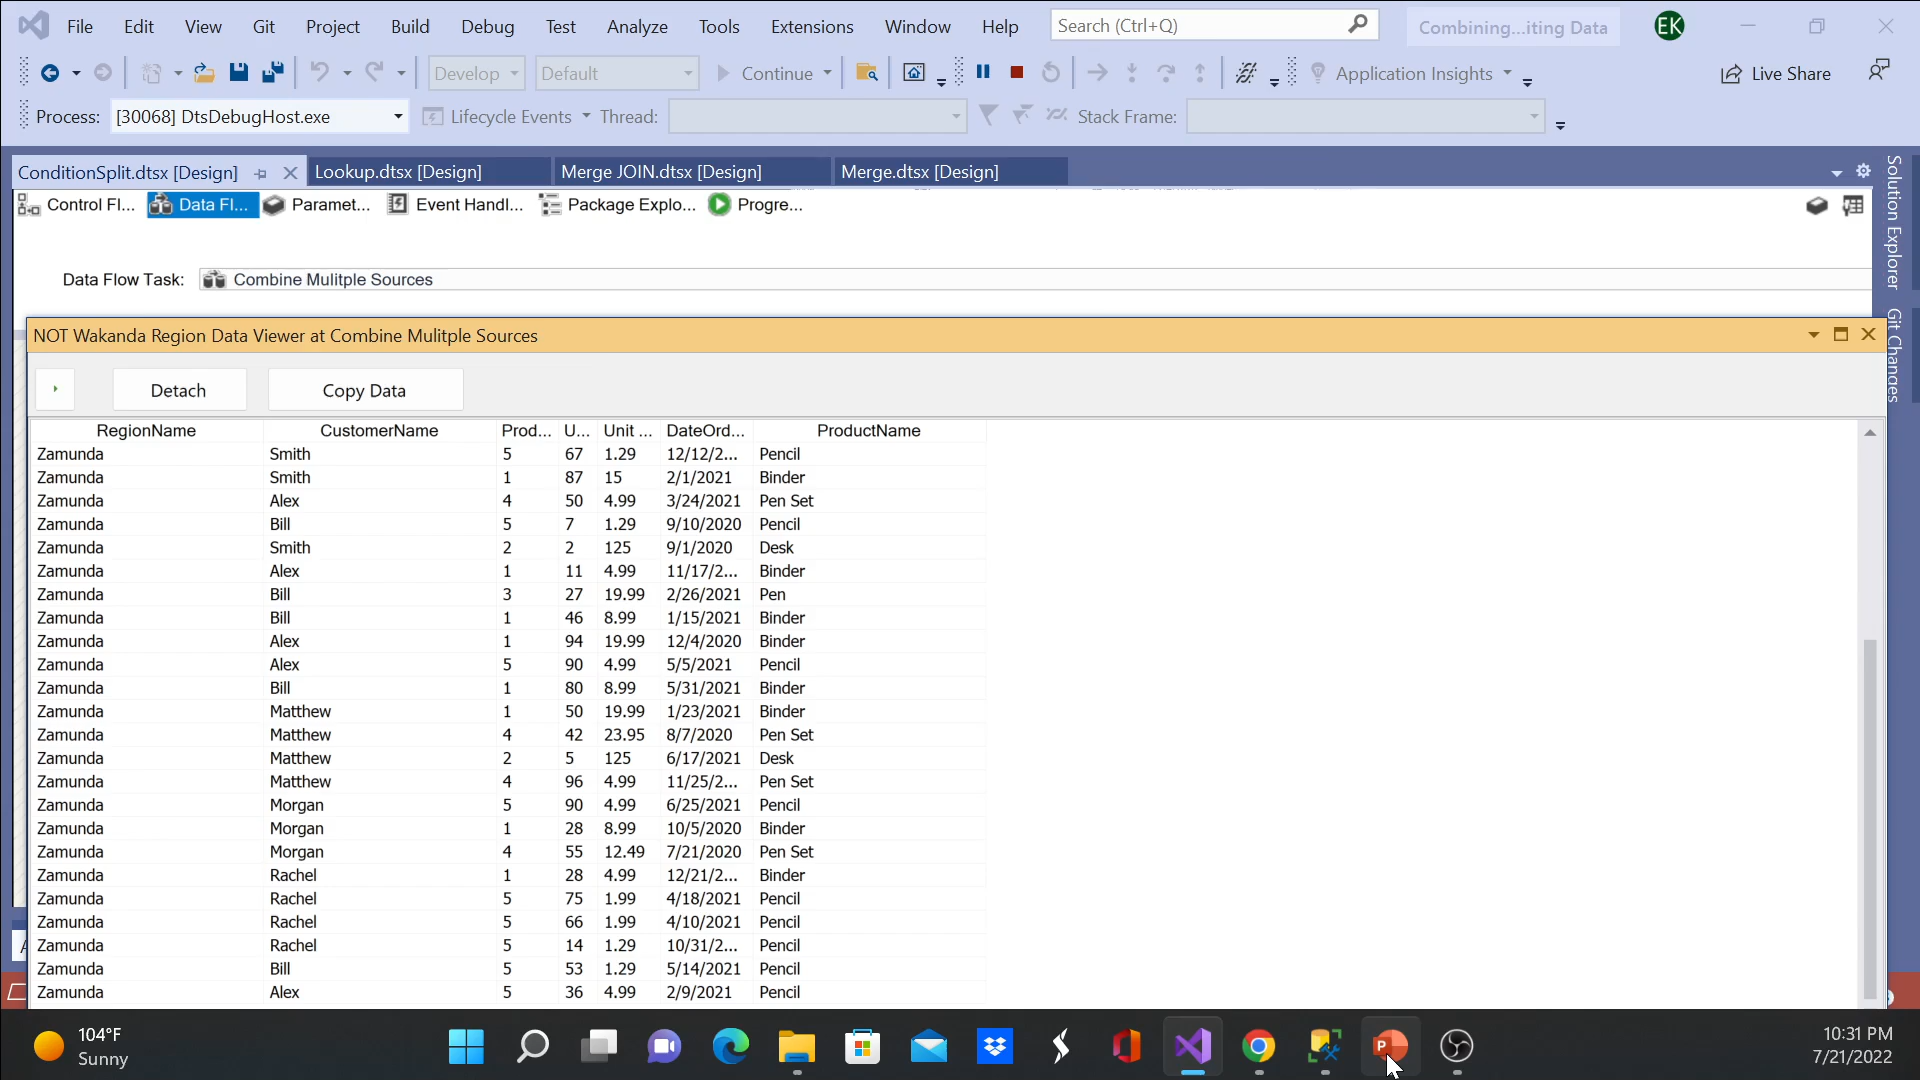 File Edit View Git Project Build Debug Test Analyze Tools Extensions Window Help Search (Ctrl+Q) Combining...iting Data EK
Develop Default Continue Application Insights Live Share
Process: [30068] DtsDebugHost.exe Lifecycle Events Thread: Stack Frame:
ConditionSplit.dtsx [Design] Lookup.dtsx [Design] Merge JOIN.dtsx [Design] Merge.dtsx [Design]
Control Fl... Data Fl... Paramet... Event Handl... Package Explo... Progre...
Solution Explorer
Git Changes
Data Flow Task: Combine Mulitple Sources
NOT Wakanda Region Data Viewer at Combine Mulitple Sources
Detach Copy Data
RegionName CustomerName Prod... U... Unit ... DateOrd... ProductName
Zamunda Smith 5 67 1.29 12/12/2... Pencil
Zamunda Smith 1 87 15 2/1/2021 Binder
Zamunda Alex 4 50 4.99 3/24/2021 Pen Set
Zamunda Bill 5 7 1.29 9/10/2020 Pencil
Zamunda Smith 2 2 125 9/1/2020 Desk
Zamunda Alex 1 11 4.99 11/17/2... Binder
Zamunda Bill 3 27 19.99 2/26/2021 Pen
Zamunda Bill 1 46 8.99 1/15/2021 Binder
Zamunda Alex 1 94 19.99 12/4/2020 Binder
Zamunda Alex 5 90 4.99 5/5/2021 Pencil
Zamunda Bill 1 80 8.99 5/31/2021 Binder
Zamunda Matthew 1 50 19.99 1/23/2021 Binder
Zamunda Matthew 4 42 23.95 8/7/2020 Pen Set
Zamunda Matthew 2 5 125 6/17/2021 Desk
Zamunda Matthew 4 96 4.99 11/25/2... Pen Set
Zamunda Morgan 5 90 4.99 6/25/2021 Pencil
Zamunda Morgan 1 28 8.99 10/5/2020 Binder
Zamunda Morgan 4 55 12.49 7/21/2020 Pen Set
Zamunda Rachel 1 28 4.99 12/21/2... Binder
Zamunda Rachel 5 75 1.99 4/18/2021 Pencil
Zamunda Rachel 5 66 1.99 4/10/2021 Pencil
Zamunda Rachel 5 14 1.29 10/31/2... Pencil
Zamunda Bill 5 53 1.29 5/14/2021 Pencil
Zamunda Alex 5 36 4.99 2/9/2021 Pencil
104°F
Sunny
10:31 PM
7/21/2022